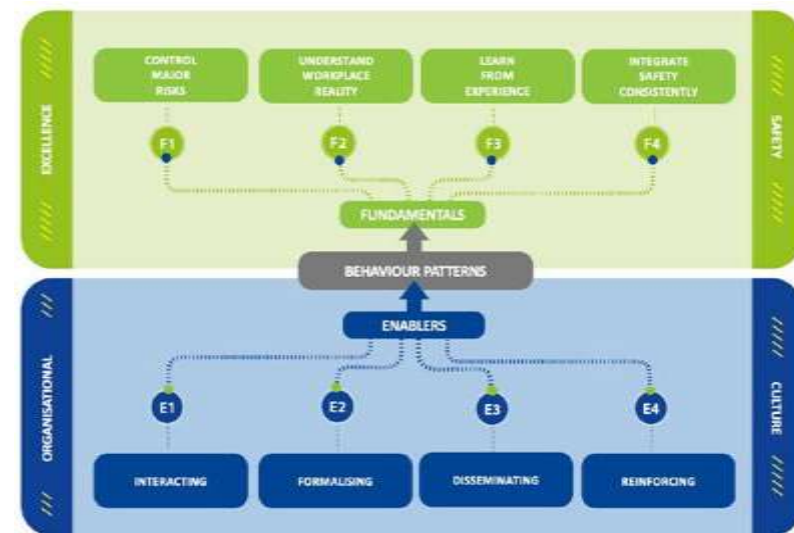 EXCELLENCE
SAFETY
CONTROL
MAJOR
RISKS
UNDERSTAND
WORKPLACE
REALITY
LEARN
FROM
EXPERIENCE
INTEGRATE
SAFETY
CONSISTENTLY
F1
F2
F3
F4
FUNDAMENTALS
BEHAVIOUR PATTERNS
ENABLERS
ORGANISATIONAL
CULTURE
E1
E2
E3
E4
INTERACTING
FORMALISING
DISSEMINATING
REINFORCING